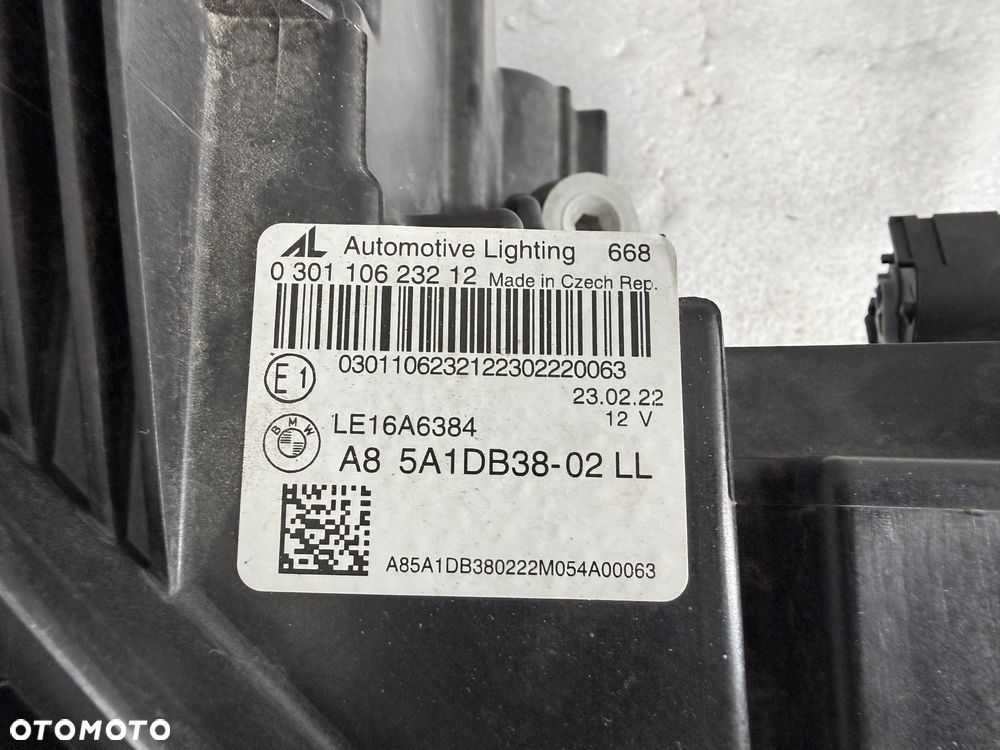 AL Automotive Lighting 668
0 301 106 232 12 Made in Czech Rep.
0301106232122302220063
E1
23.02.22
12 V
BMW
LE16A6384
A8 5A1DB38-02 LL
A85A1DB380222M054A00063
OTOMOTO